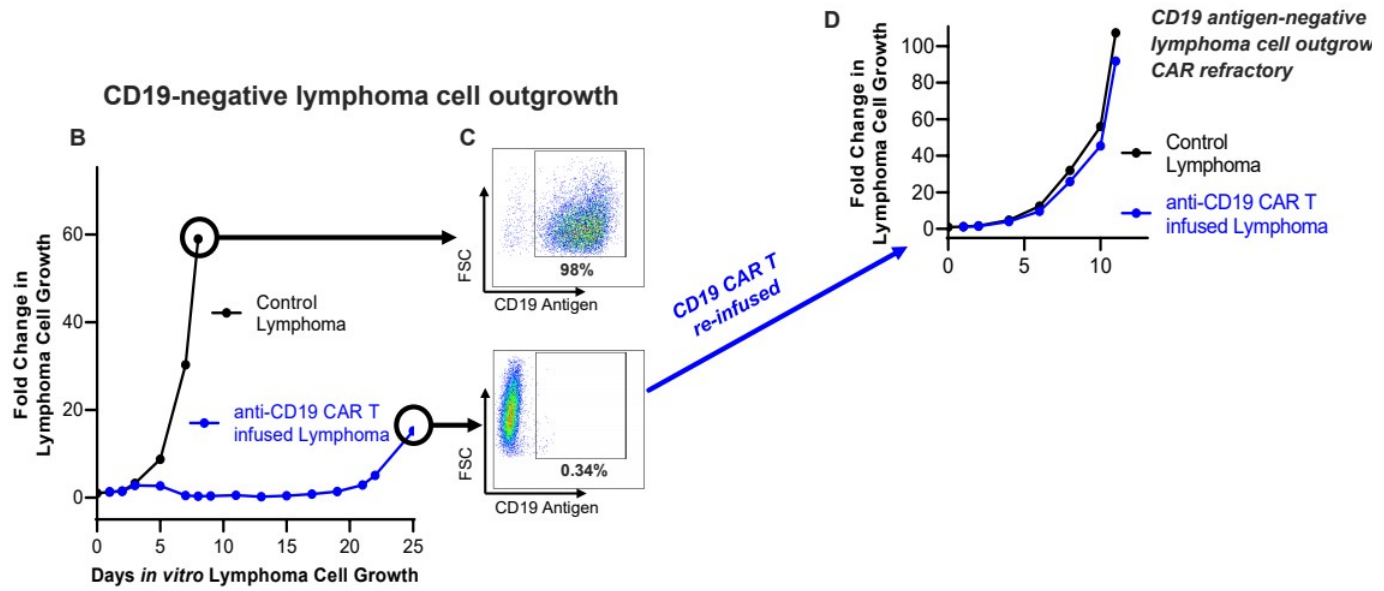 CD19-negative lymphoma cell outgrowth
B
Fold Change in
Lymphoma Cell Growth
60
40
20
0
Control
Lymphoma
anti-CD19 CAR T
infused Lymphoma
0 5 10 15 20 25
Days in vitro Lymphoma Cell Growth
C
FSC
98%
CD19 Antigen
FSC
0.34%
CD19 Antigen
CD19 CAR T
re-infused
D
CD19 antigen-negative
lymphoma cell outgrow
CAR refractory
Fold Change in
Lymphoma Cell Growth
100
80
60
40
20
0
0 5 10
Control
Lymphoma
anti-CD19 CAR T
infused Lymphoma